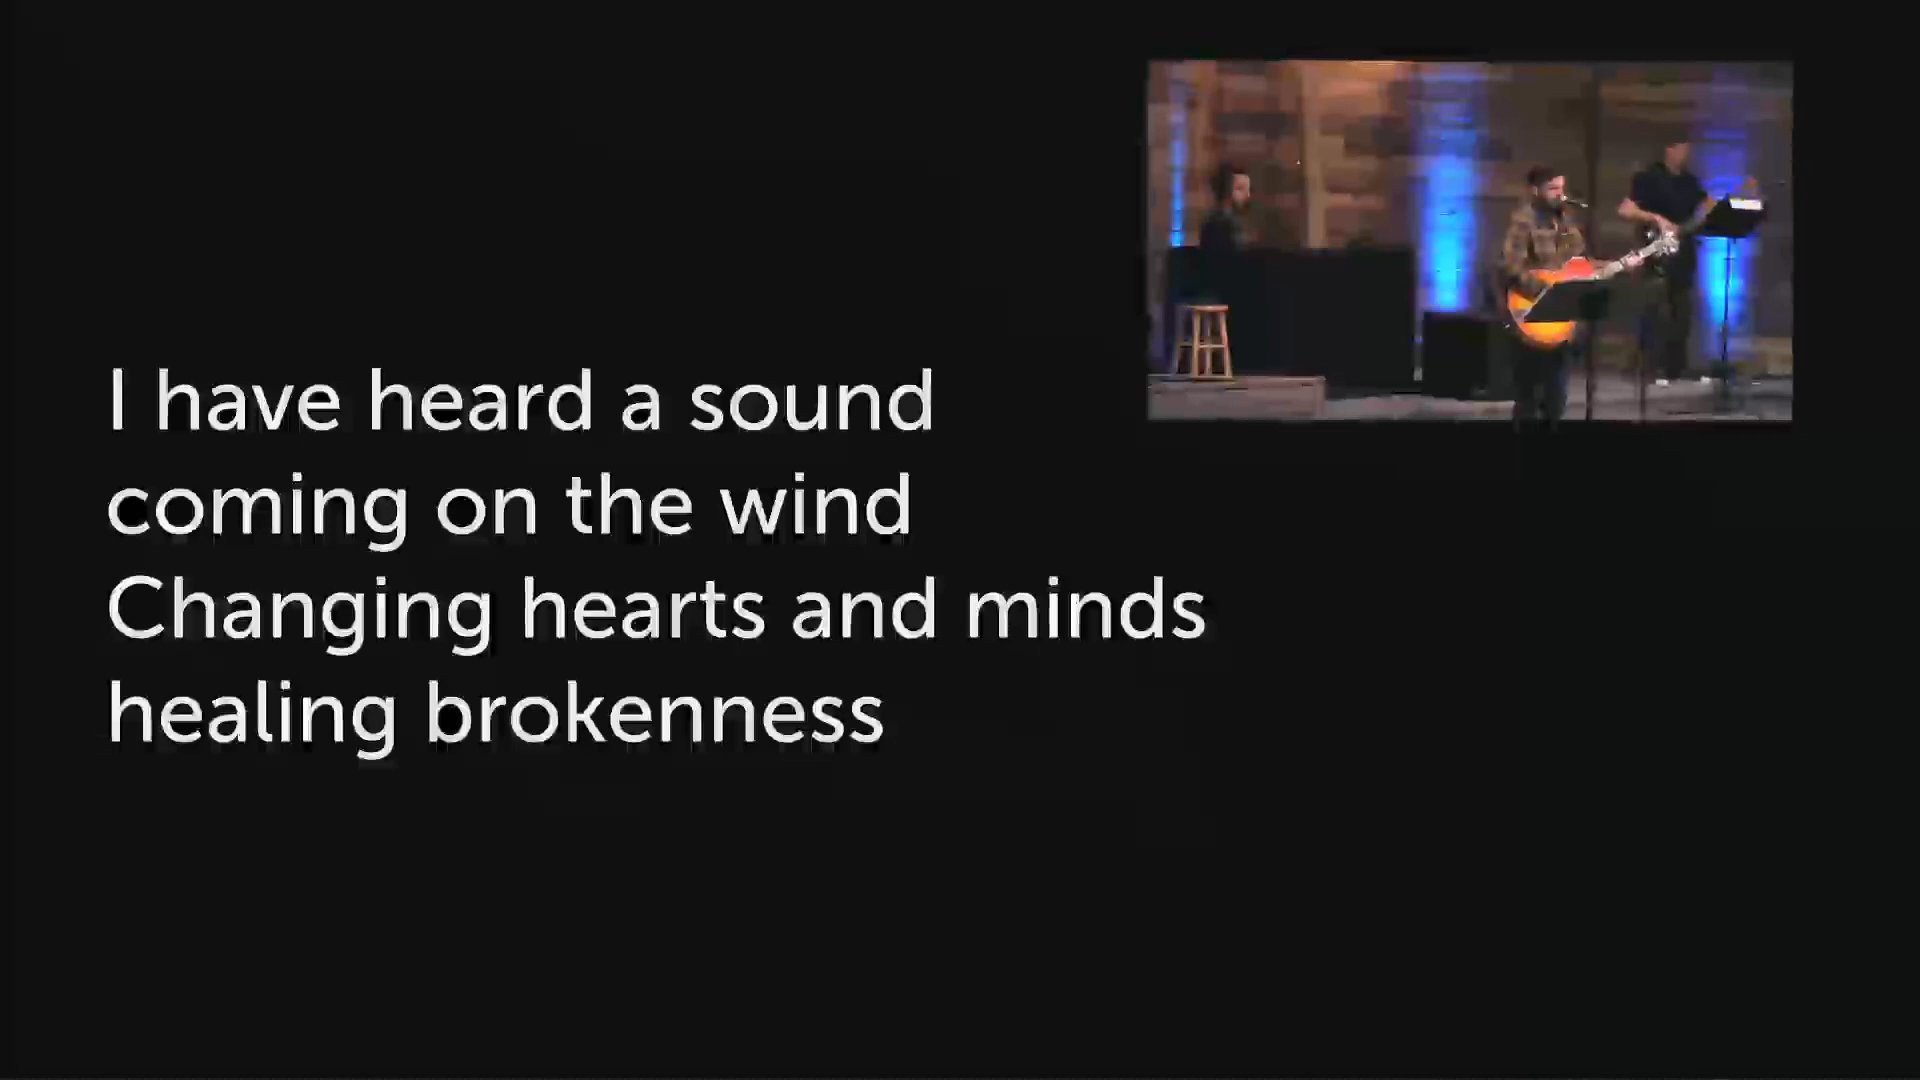 I have heard a sound
coming on the wind
Changing hearts and minds
healing brokenness